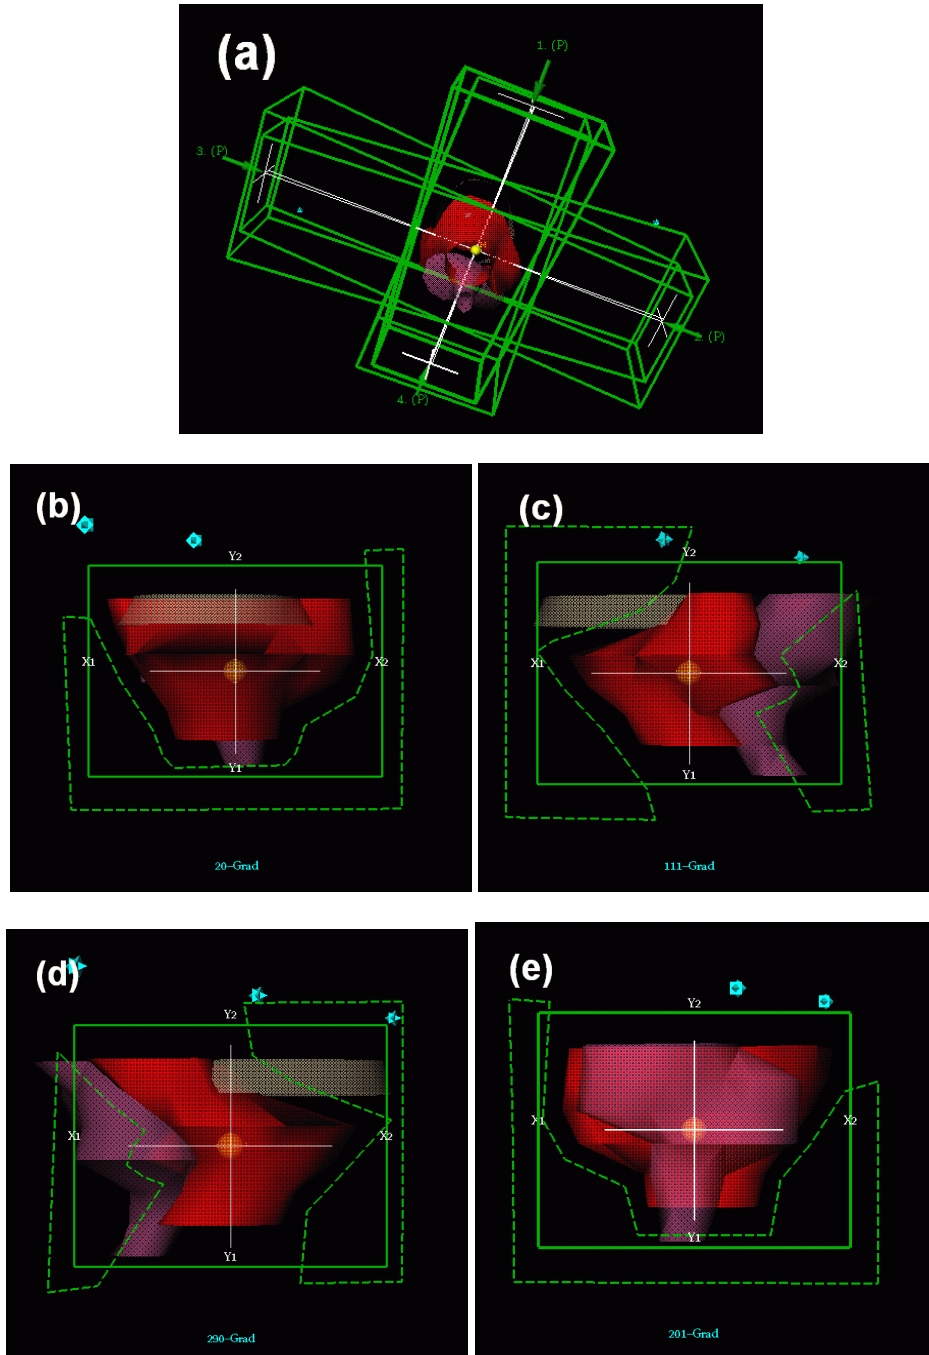 (a)
1. (P)
3. (P)
2. (P)
4. (P)
(b)
Y2
X1
X2
Y1
20-Grad
(c)
Y2
X1
X2
Y1
111-Grad
(d)
Y2
X1
X2
Y1
290-Grad
(e)
Y2
X1
X2
Y1
201-Grad